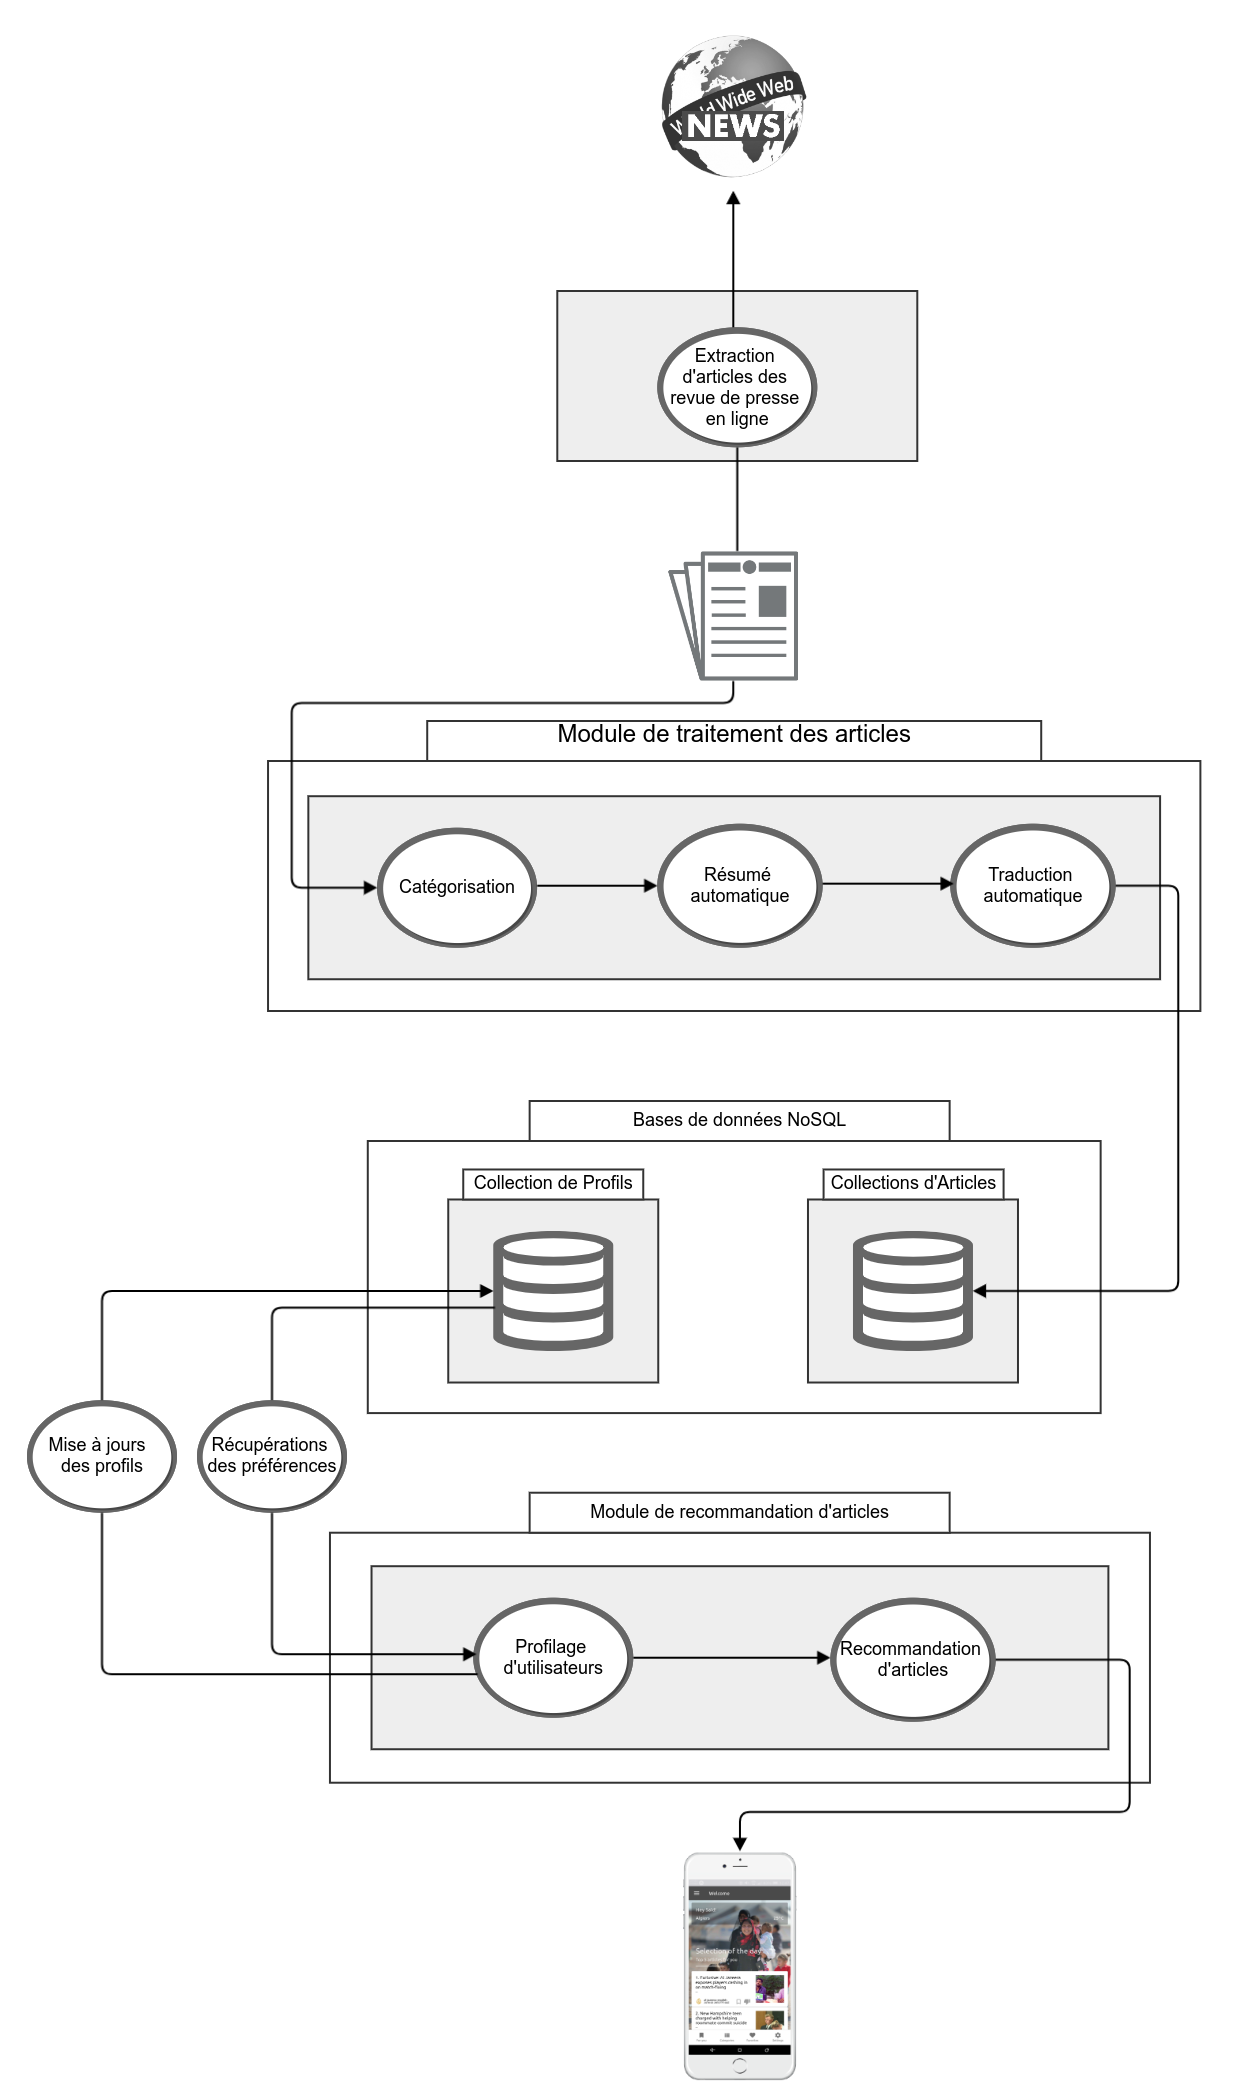 World Wide Web
NEWS
Extraction
d'articles des
revue de presse
en ligne
Module de traitement des articles
Catégorisation
Résumé
automatique
Traduction
automatique
Bases de données NoSQL
Collection de Profils
Collections d'Articles
Mise à jours
des profils
Récupérations
des préférences
Module de recommandation d'articles
Profilage
d'utilisateurs
Recommandation
d'articles
Welcome
Selection of the day